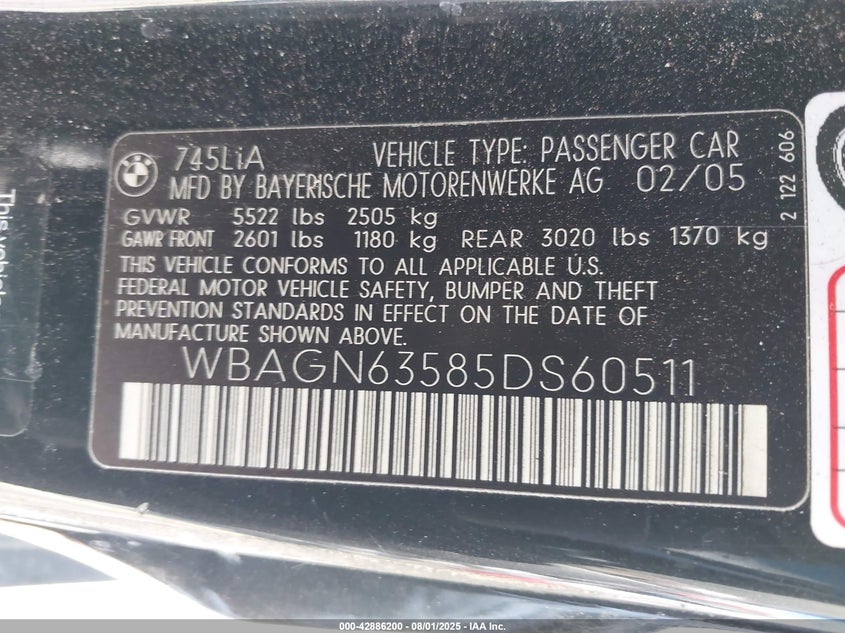 745LiA VEHICLE TYPE: PASSENGER CAR
MFD BY BAYERISCHE MOTORENWERKE AG 02/05
GVWR 5522 lbs 2505 kg
GAWR FRONT 2601 lbs 1180 kg REAR 3020 lbs 1370 kg
THIS VEHICLE CONFORMS TO ALL APPLICABLE U.S.
FEDERAL MOTOR VEHICLE SAFETY, BUMPER AND THEFT
PREVENTION STANDARDS IN EFFECT ON THE DATE OF
MANUFACTURE SHOWN ABOVE.
WBAGN63585DS60511
2 122 606
This vehicle
000-42886200 - 08/01/2025 - IAA